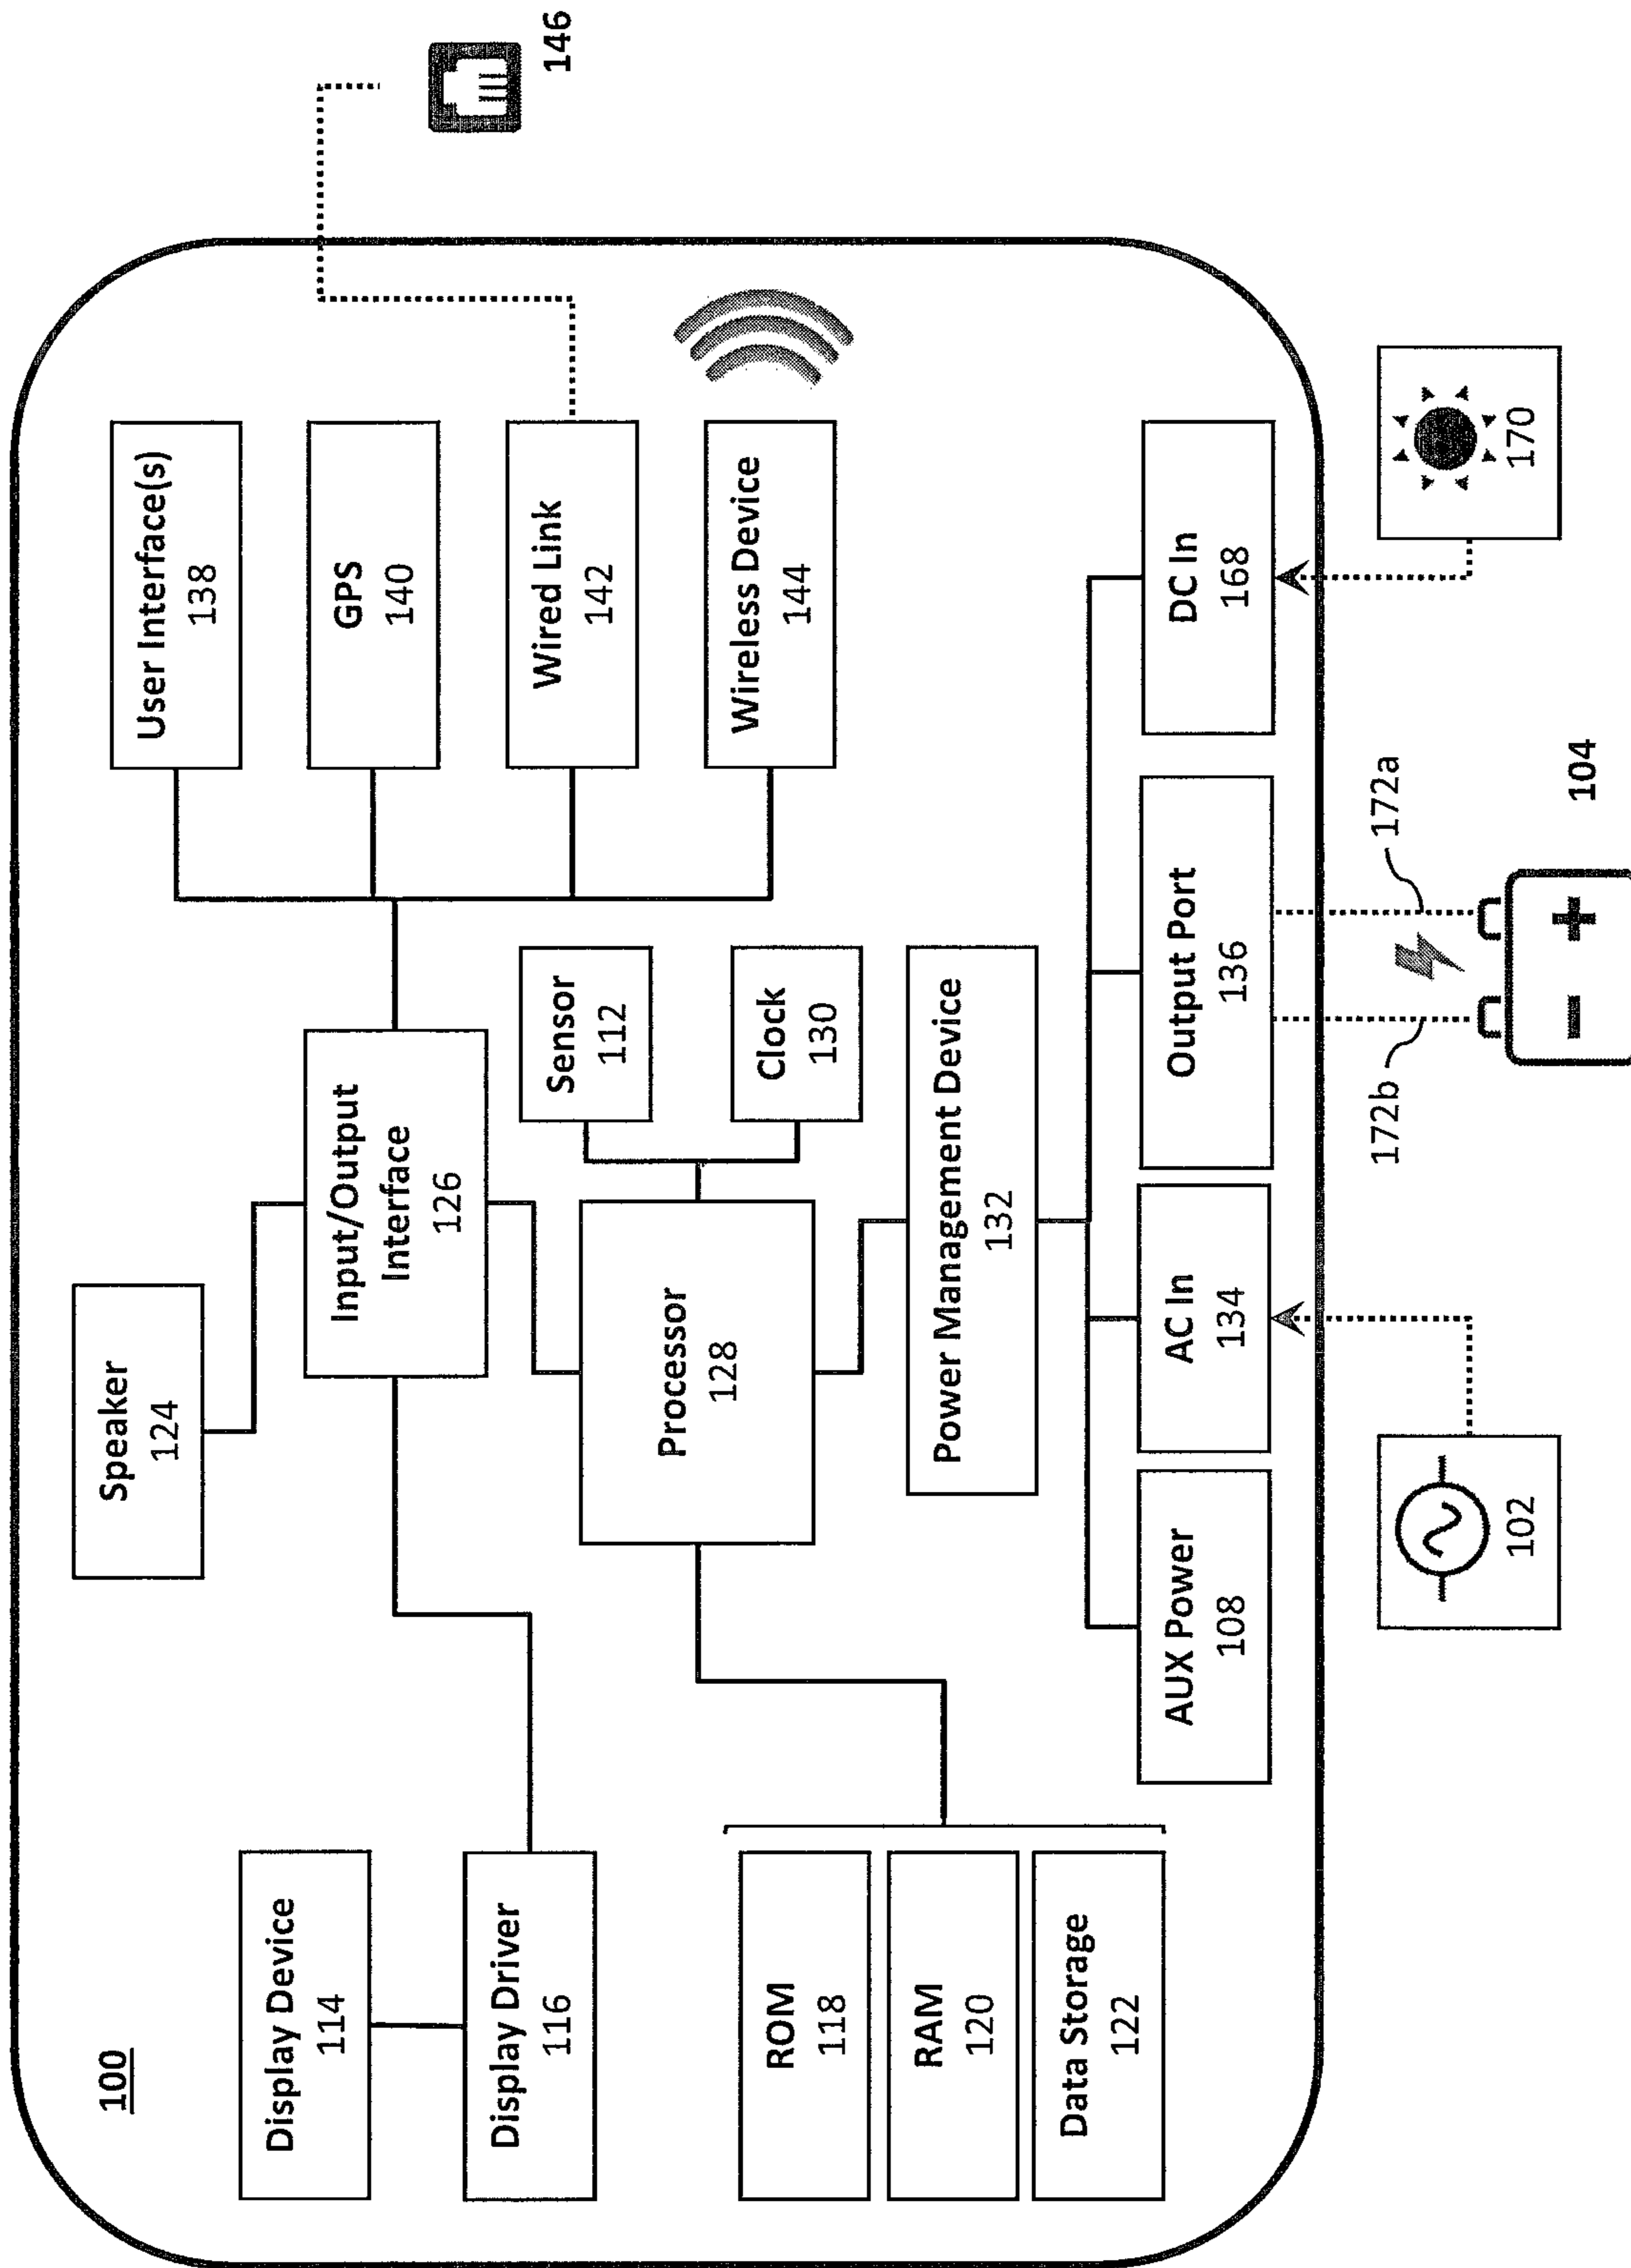 100
Speaker
124
User Interface(s)
138
Display Device
114
GPS
140
Input/Output
Interface
126
Display Driver
116
Wired Link
142
146
Sensor
112
Processor
128
Wireless Device
144
Clock
130
ROM
118
RAM
120
Power Management Device
132
Data Storage
122
AUX Power
108
AC In
134
Output Port
136
DC In
168
172b
172a
102
170
− +
104